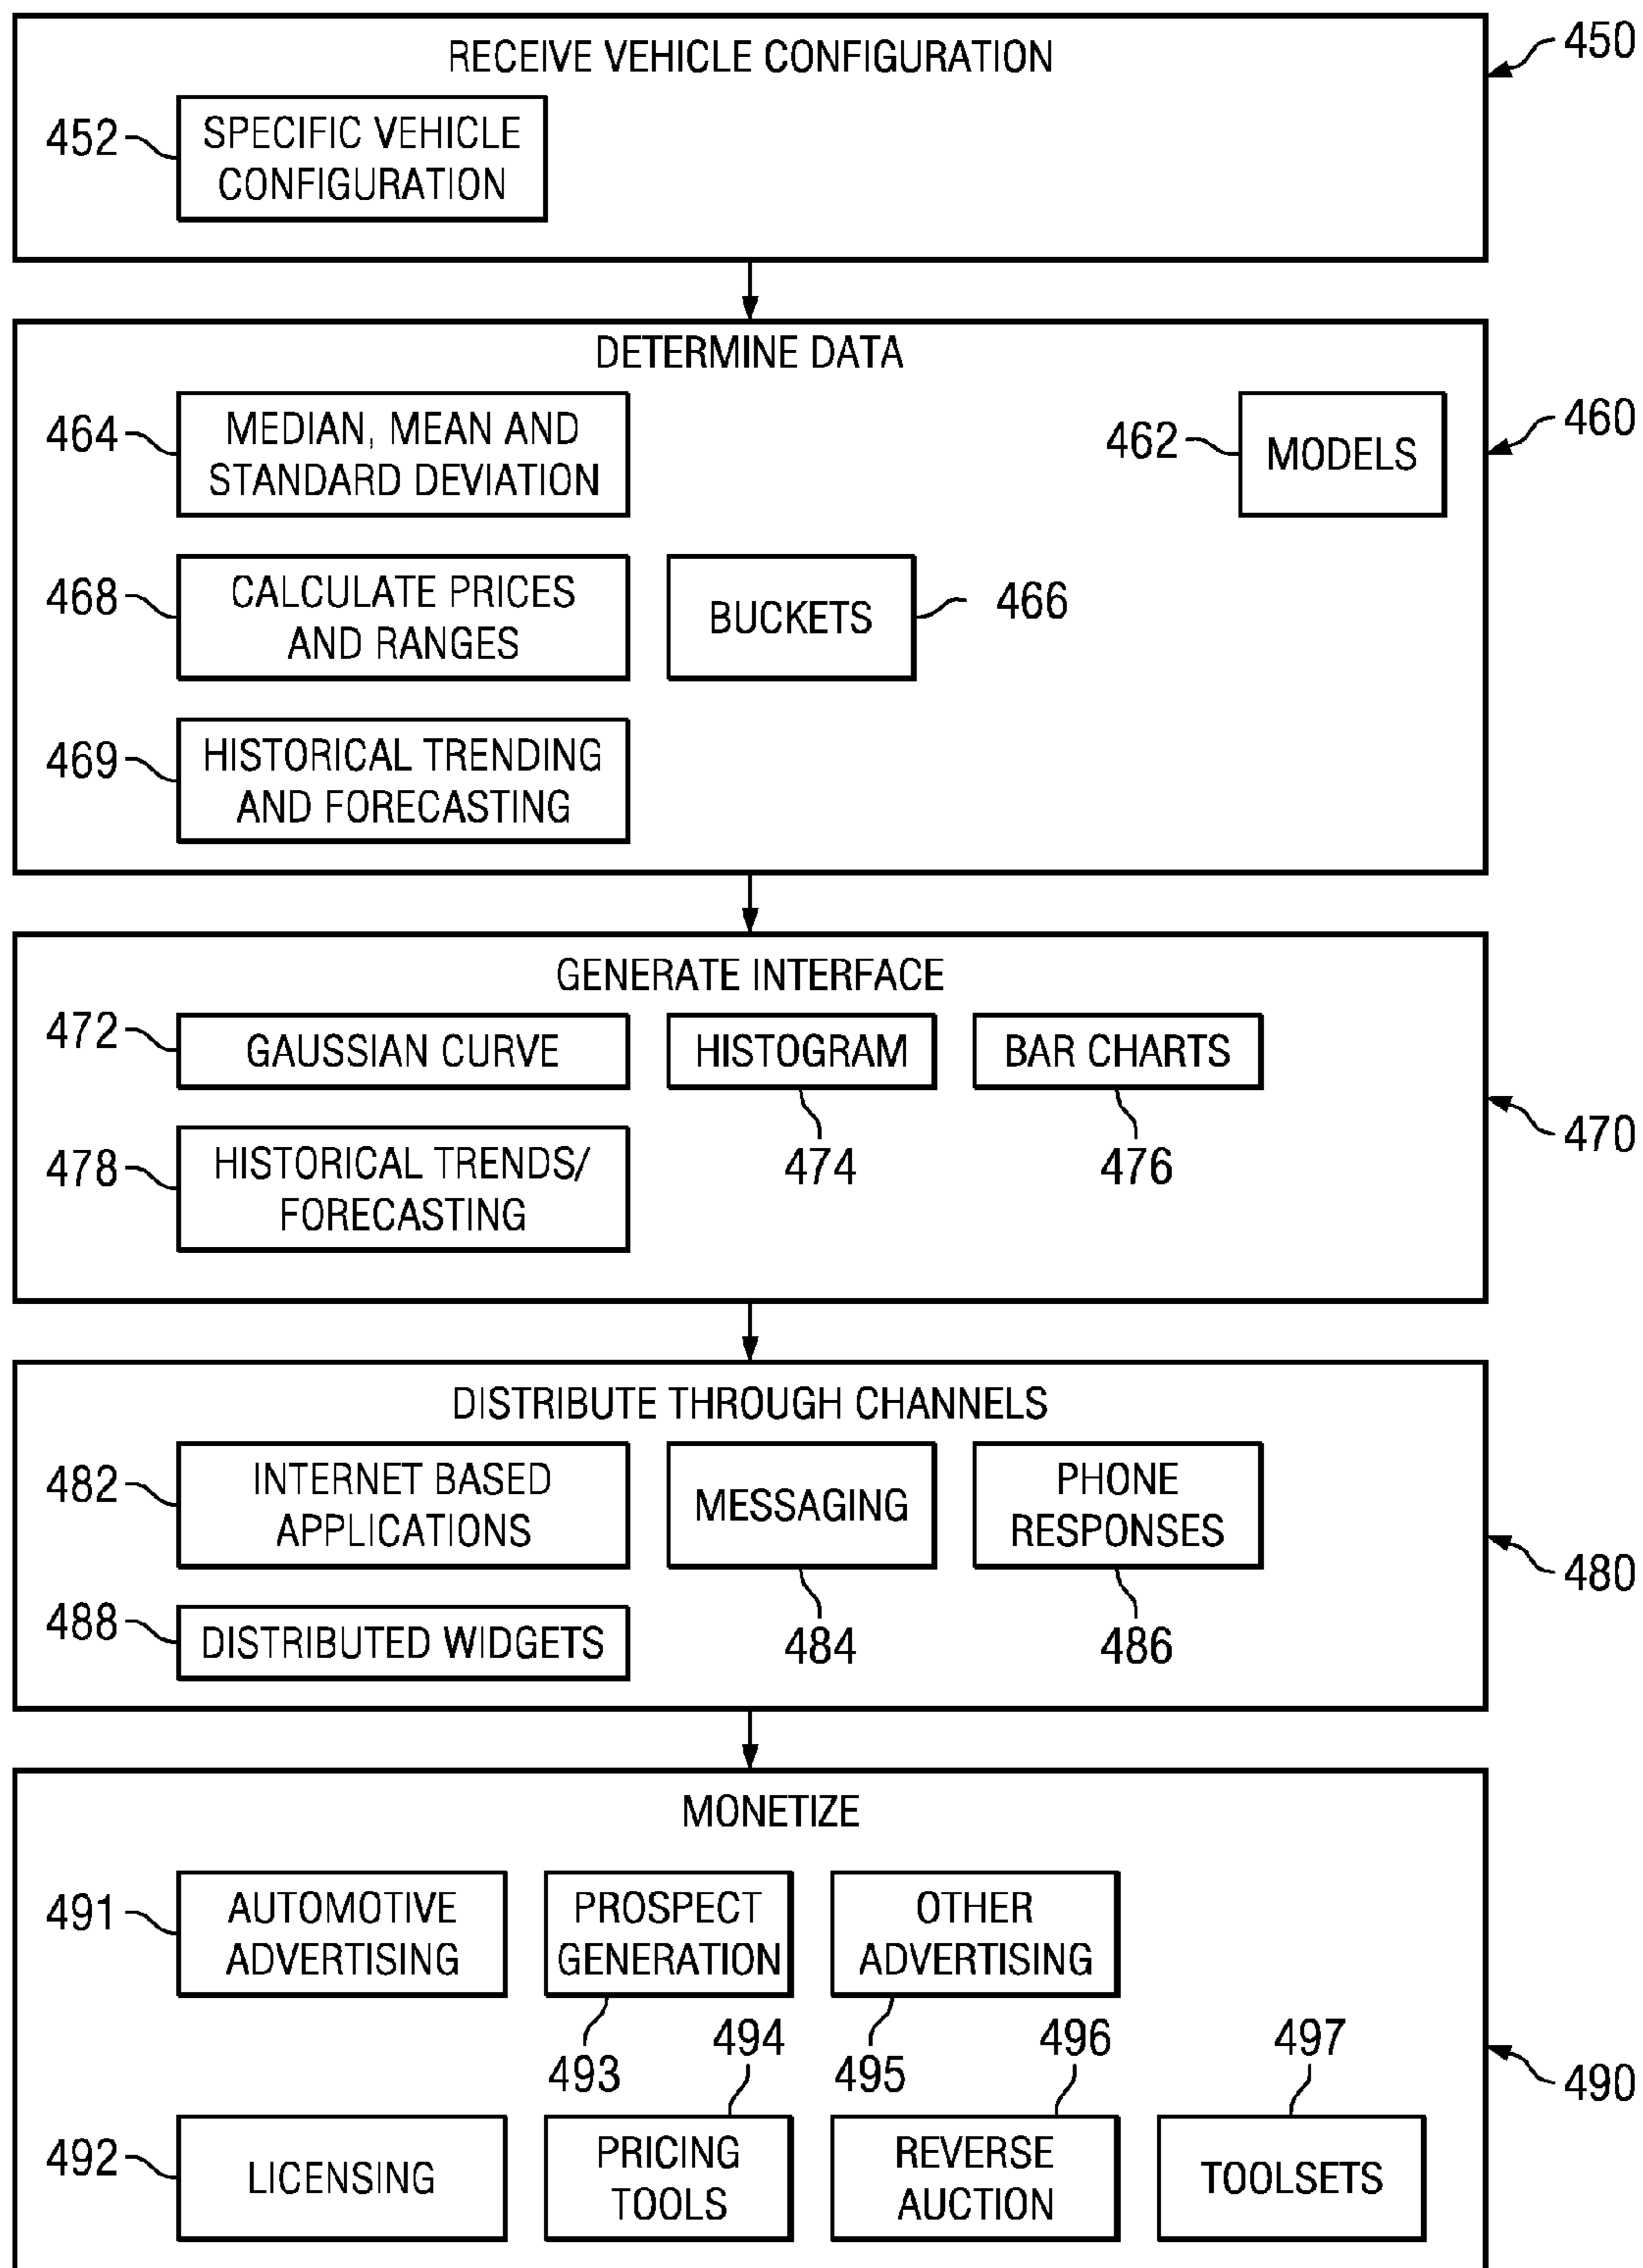 RECEIVE VEHICLE CONFIGURATION
450
452
SPECIFIC VEHICLE
CONFIGURATION
DETERMINE DATA
460
464
MEDIAN, MEAN AND
STANDARD DEVIATION
462
MODELS
468
CALCULATE PRICES
AND RANGES
BUCKETS
466
469
HISTORICAL TRENDING
AND FORECASTING
GENERATE INTERFACE
472
GAUSSIAN CURVE
HISTOGRAM
BAR CHARTS
474
476
470
478
HISTORICAL TRENDS/
FORECASTING
DISTRIBUTE THROUGH CHANNELS
482
INTERNET BASED
APPLICATIONS
MESSAGING
PHONE
RESPONSES
480
484
486
488
DISTRIBUTED WIDGETS
MONETIZE
491
AUTOMOTIVE
ADVERTISING
PROSPECT
GENERATION
OTHER
ADVERTISING
493
494
495
496
497
490
492
LICENSING
PRICING
TOOLS
REVERSE
AUCTION
TOOLSETS